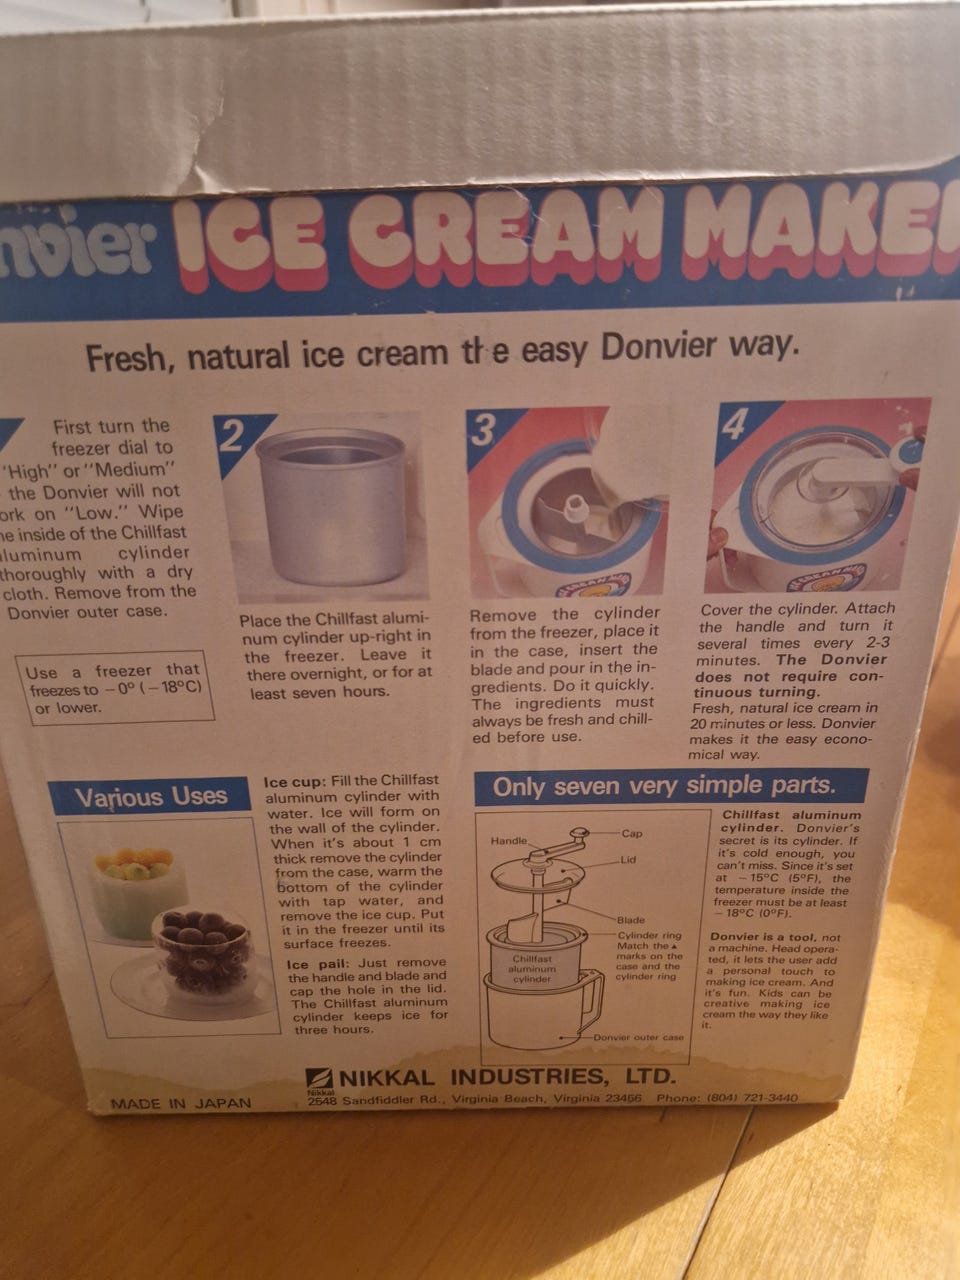 nvier ICE CREAM MAKE
Fresh, natural ice cream the easy Donvier way.
First turn the
freezer dial to
"High" or "Medium"
the Donvier will not
ork on "Low." Wipe
he inside of the Chillfast
aluminum cylinder
thoroughly with a dry
cloth. Remove from the
Donvier outer case.
Use a freezer that
freezes to −0° (−18°C)
or lower.
2
Place the Chillfast alumi-
num cylinder up-right in
the freezer. Leave it
there overnight, or for at
least seven hours.
3
ICE CREAM MAKER
Remove the cylinder
from the freezer, place it
in the case, insert the
blade and pour in the in-
gredients. Do it quickly.
The ingredients must
always be fresh and chill-
ed before use.
4
ICE CREAM MAKER
Cover the cylinder. Attach
the handle and turn it
several times every 2-3
minutes. The Donvier
does not require con-
tinuous turning.
Fresh, natural ice cream in
20 minutes or less. Donvier
makes it the easy econo-
mical way.
Various Uses
Ice cup: Fill the Chillfast
aluminum cylinder with
water. Ice will form on
the wall of the cylinder.
When it's about 1 cm
thick remove the cylinder
from the case, warm the
bottom of the cylinder
with tap water, and
remove the ice cup. Put
it in the freezer until its
surface freezes.
Ice pail: Just remove
the handle and blade and
cap the hole in the lid.
The Chillfast aluminum
cylinder keeps ice for
three hours.
Only seven very simple parts.
Handle
Cap
Lid
Blade
Cylinder ring
Match the ▲
marks on the
case and the
cylinder ring
Chillfast
aluminum
cylinder
Donvier outer case
Chillfast aluminum
cylinder. Donvier's
secret is its cylinder. If
it's cold enough, you
can't miss. Since it's set
at −15°C (5°F), the
temperature inside the
freezer must be at least
−18°C (0°F).
Donvier is a tool, not
a machine. Head opera-
ted, it lets the user add
a personal touch to
making ice cream. And
it's fun. Kids can be
creative making ice
cream the way they like
it.
Nikkal
NIKKAL INDUSTRIES, LTD.
MADE IN JAPAN
2548 Sandfiddler Rd., Virginia Beach, Virginia 23456 Phone: (804) 721-3440